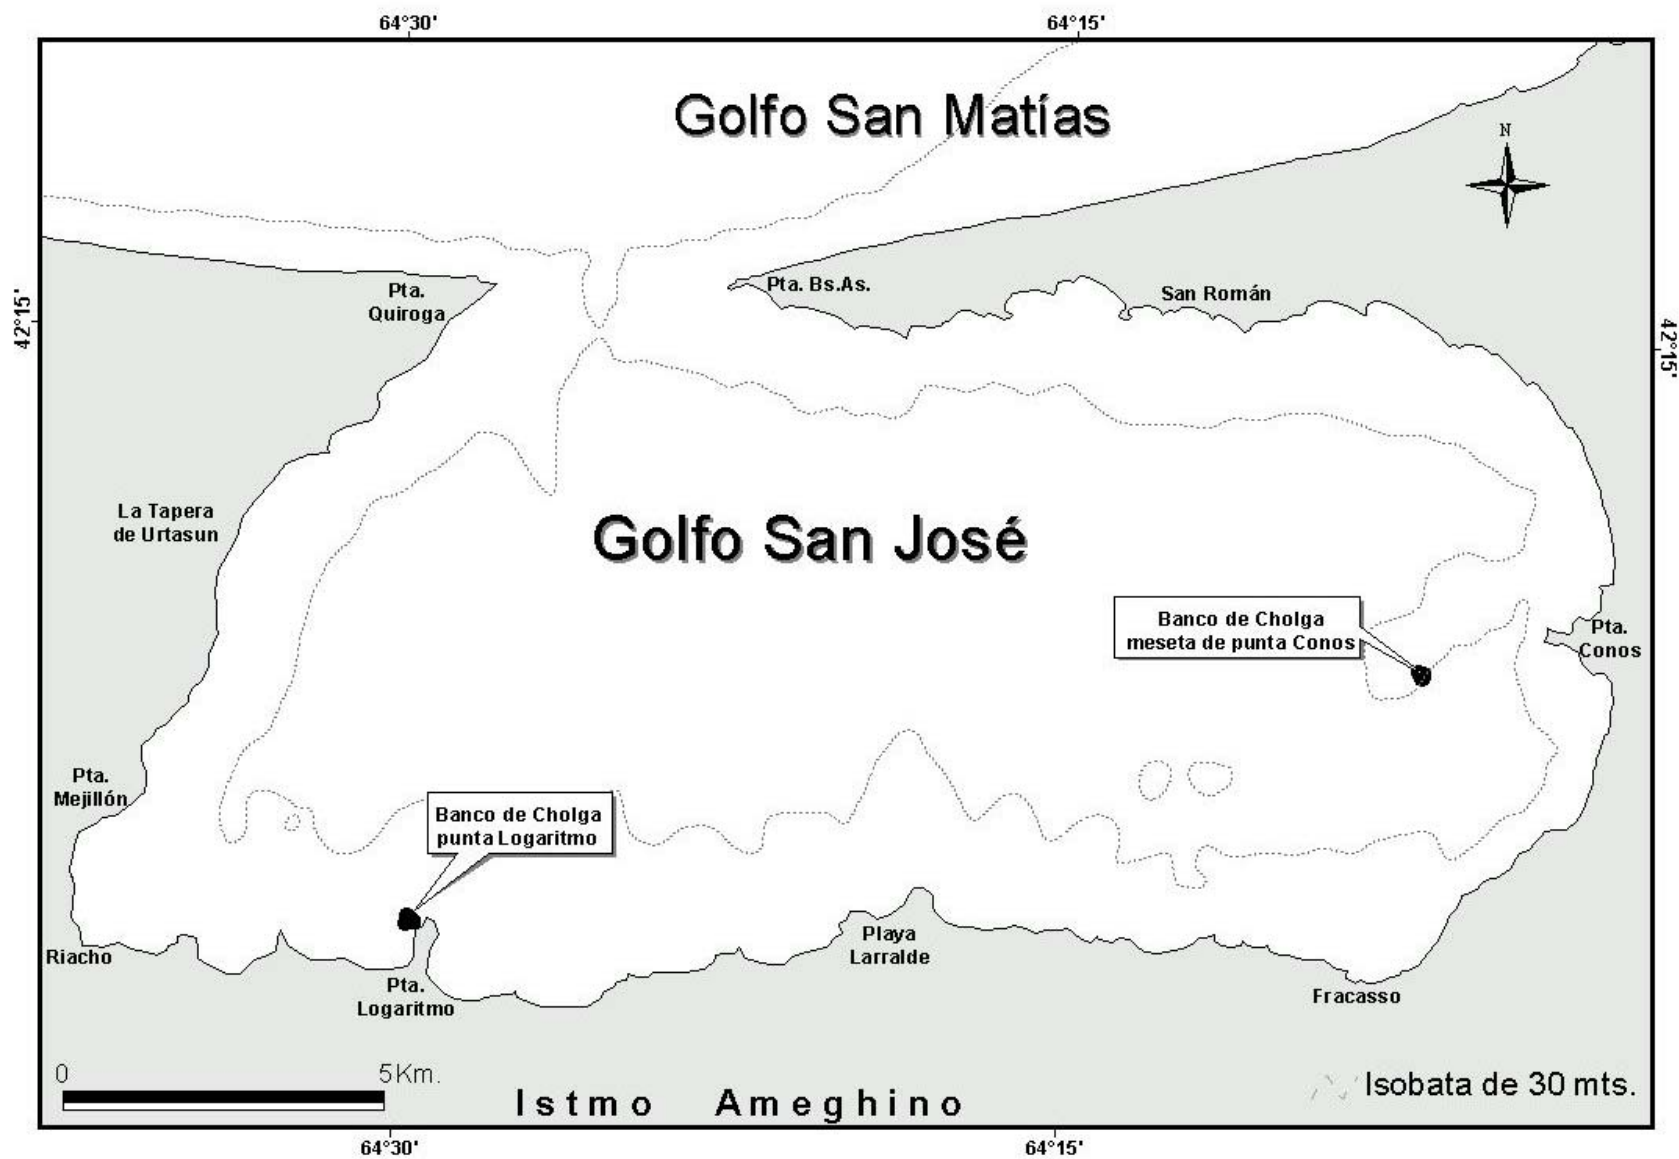 64°30'
64°15'
Golfo San Matías
N
Pta.
Quiroga
Pta. Bs.As.
San Román
42°15'
42°15'
La Tapera
de Urtasun
Golfo San José
Banco de Cholga
meseta de punta Conos
Pta.
Conos
Pta.
Mejillón
Banco de Cholga
punta Logaritmo
Riacho
Pta.
Logaritmo
Playa
Larralde
Fracasso
0
5Km.
Istmo Ameghino
Isobata de 30 mts.
64°30'
64°15'